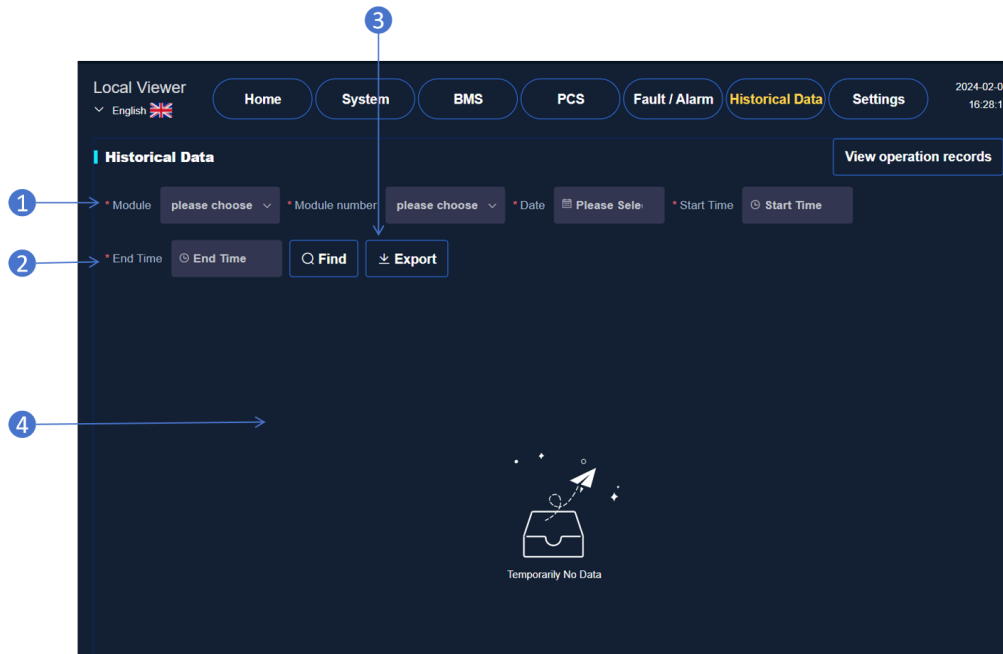 3
Local Viewer
English
Home
System
BMS
PCS
Fault / Alarm
Historical Data
Settings
2024-02-0
16:28:1
Historical Data
View operation records
1
* Module
please choose
* Module number
please choose
* Date
Please Sele
* Start Time
Start Time
2
* End Time
End Time
Find
Export
4
Temporarily No Data